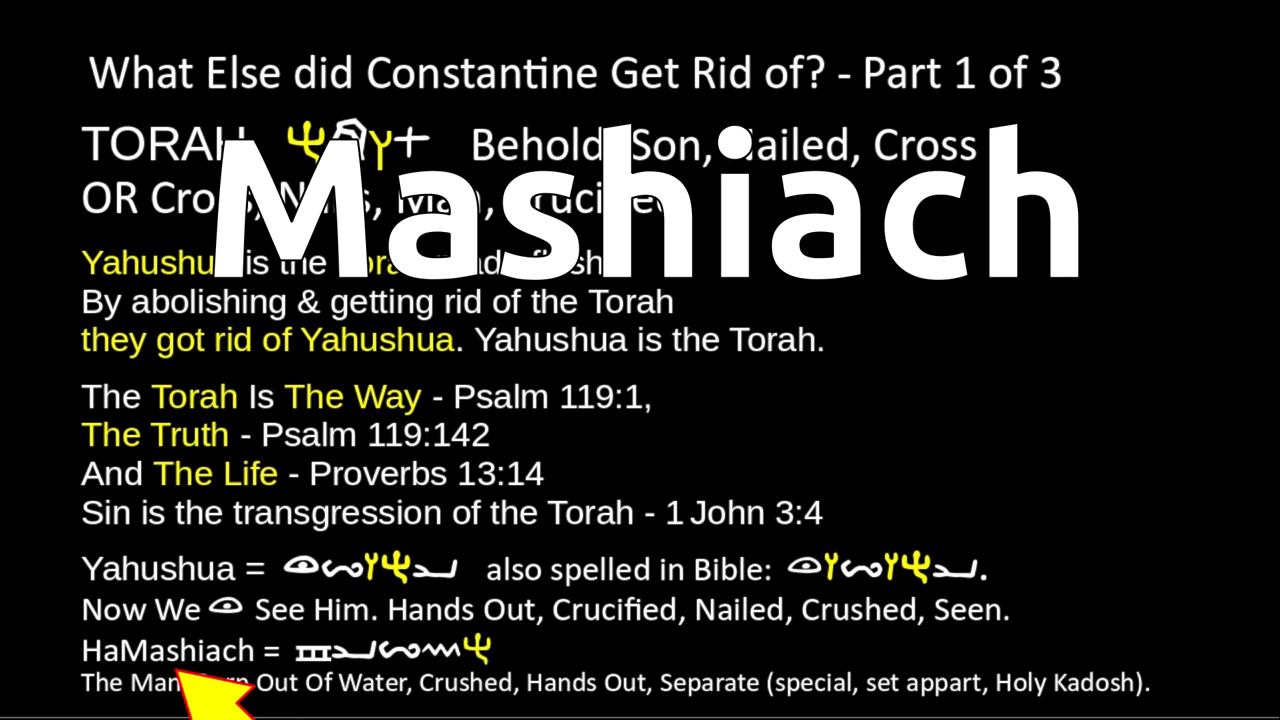 What Else did Constantine Get Rid of? - Part 1 of 3
TORAH Behold, Son, Nailed, Cross
OR
Mashiach
Yahushua is the Torah
By abolishing & getting rid of the Torah
they got rid of Yahushua. Yahushua is the Torah.
The Torah Is The Way - Psalm 119:1,
The Truth - Psalm 119:142
And The Life - Proverbs 13:14
Sin is the transgression of the Torah - 1 John 3:4
Yahushua = also spelled in Bible:
Now We See Him. Hands Out, Crucified, Nailed, Crushed, Seen.
HaMashiach =
The Man Out Of Water, Crushed, Hands Out, Separate (special, set appart, Holy Kadosh).